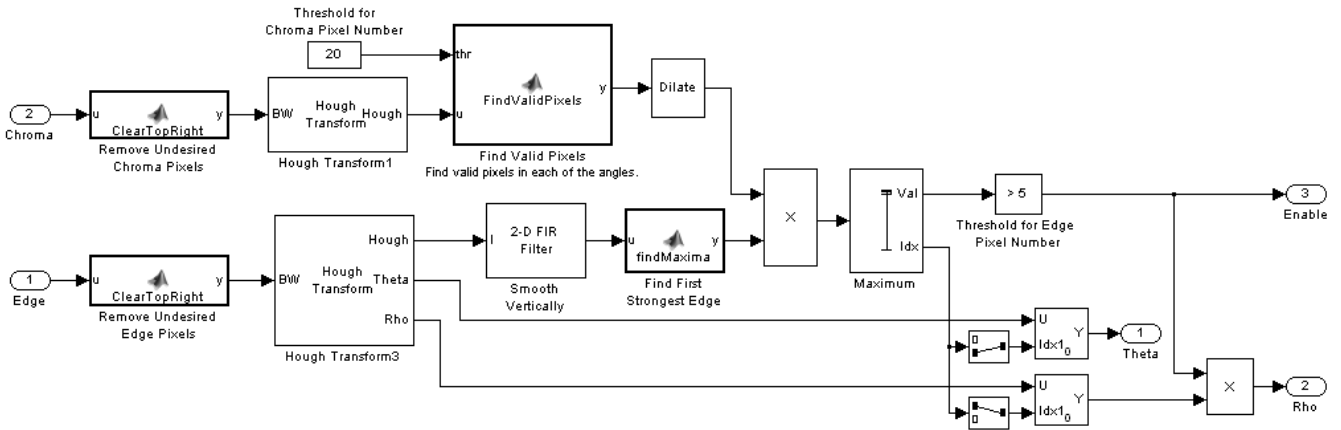 Threshold for
Chroma Pixel Number
20
thr
FindValidPixels
y
u
Find Valid Pixels
Find valid pixels in each of the angles.
Dilate
2
Chroma
u
y
ClearTopRight
Remove Undesired
Chroma Pixels
BW
Hough
Transform
Hough
Hough Transform1
X
Val
Idx
Maximum
> 5
Threshold for Edge
Pixel Number
3
Enable
1
Edge
u
y
ClearTopRight
Remove Undesired
Edge Pixels
BW
Hough
Transform
Hough
Theta
Rho
Hough Transform3
I
2-D FIR
Filter
Smooth
Vertically
u
y
findMaxima
Find First
Strongest Edge
U
Idx1
0
Y
1
Theta
U
Idx1
0
Y
X
2
Rho